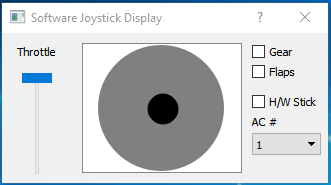 Software Joystick Display
Throttle
Gear
Flaps
H/W Stick
AC #
1